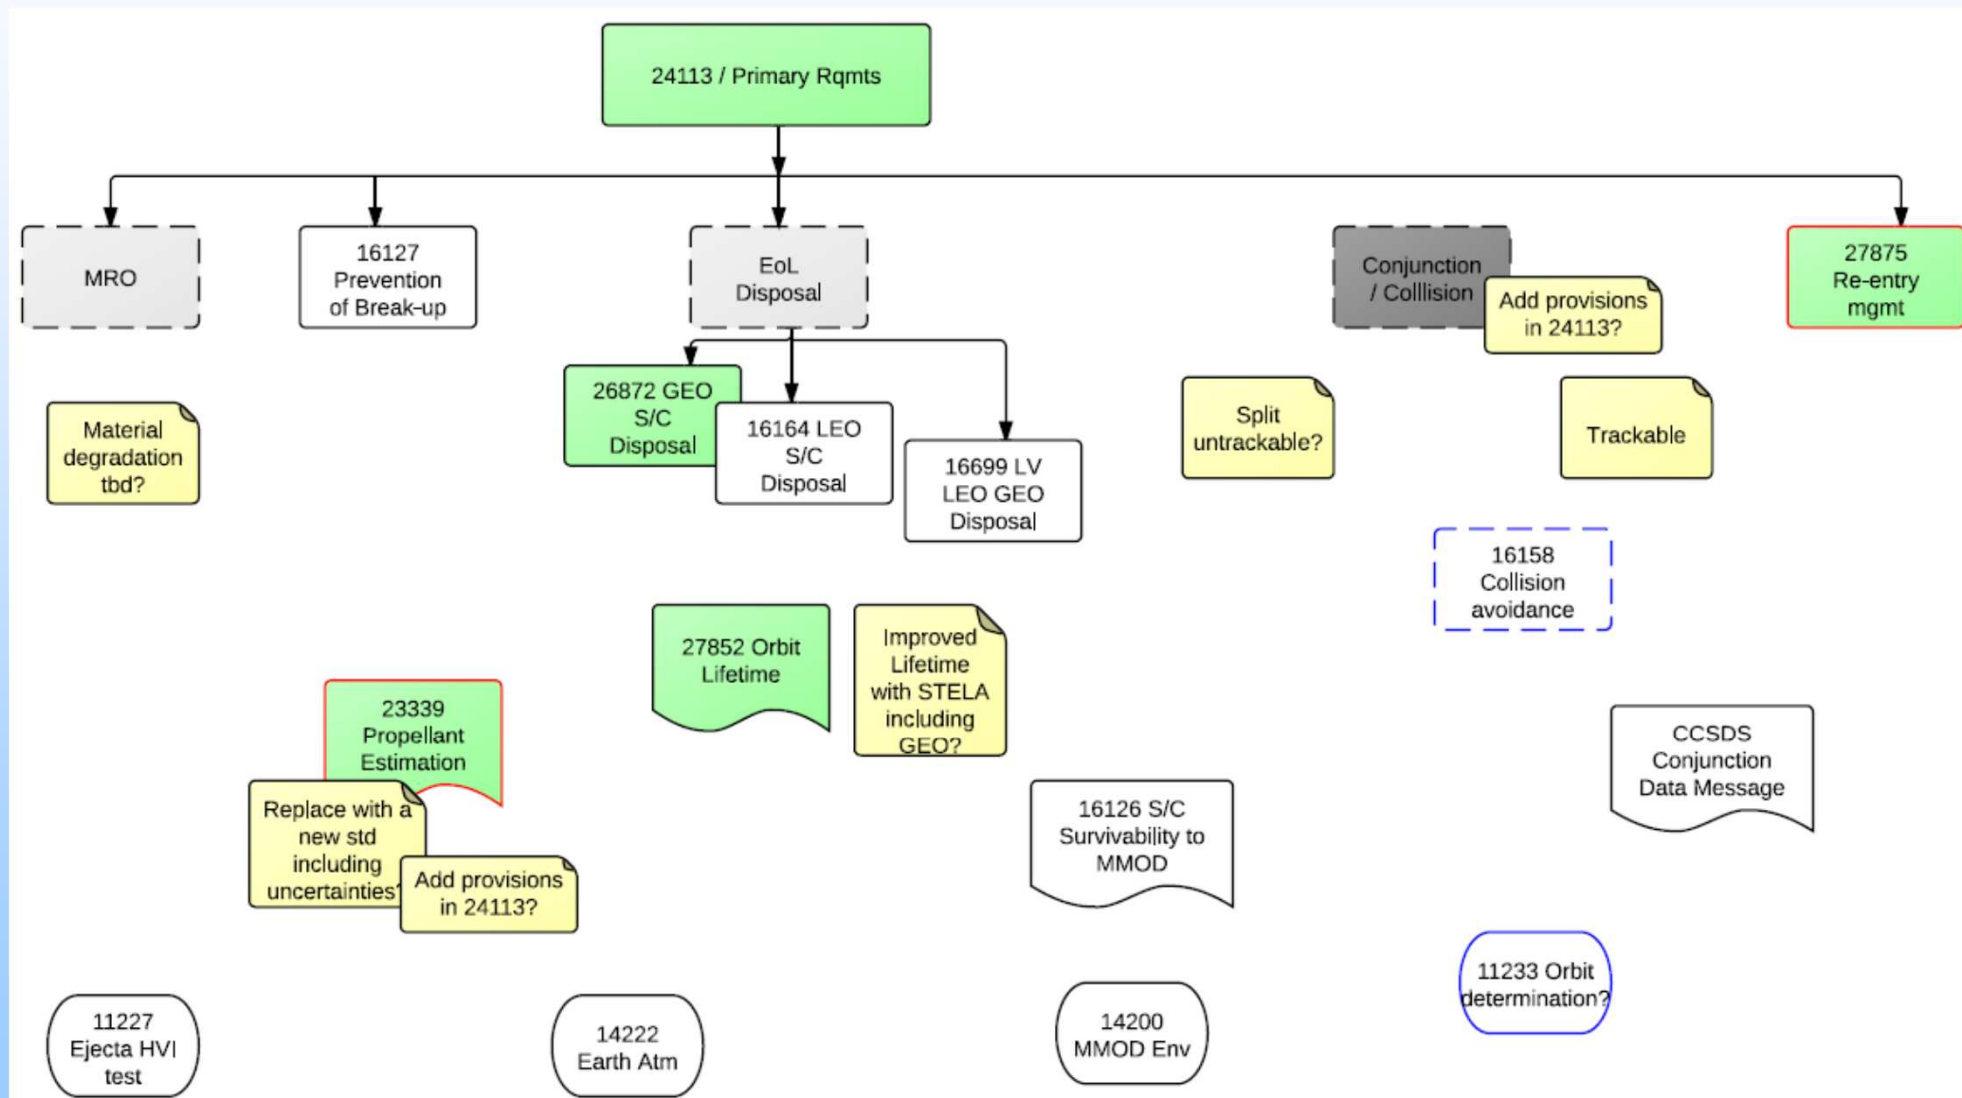 24113 / Primary Rqmts
MRO
16127
Prevention
of Break-up
EoL
Disposal
Conjunction
/ Colllision
Add provisions
in 24113?
27875
Re-entry
mgmt
Material
degradation
tbd?
26872 GEO
S/C
Disposal
16164 LEO
S/C
Disposal
16699 LV
LEO GEO
Disposal
Split
untrackable?
Trackable
16158
Collision
avoidance
27852 Orbit
Lifetime
Improved
Lifetime
with STELA
including
GEO?
23339
Propellant
Estimation
Replace with a
new std
including
uncertainties?
Add provisions
in 24113?
16126 S/C
Survivability to
MMOD
CCSDS
Conjunction
Data Message
11227
Ejecta HVI
test
14222
Earth Atm
14200
MMOD Env
11233 Orbit
determination?